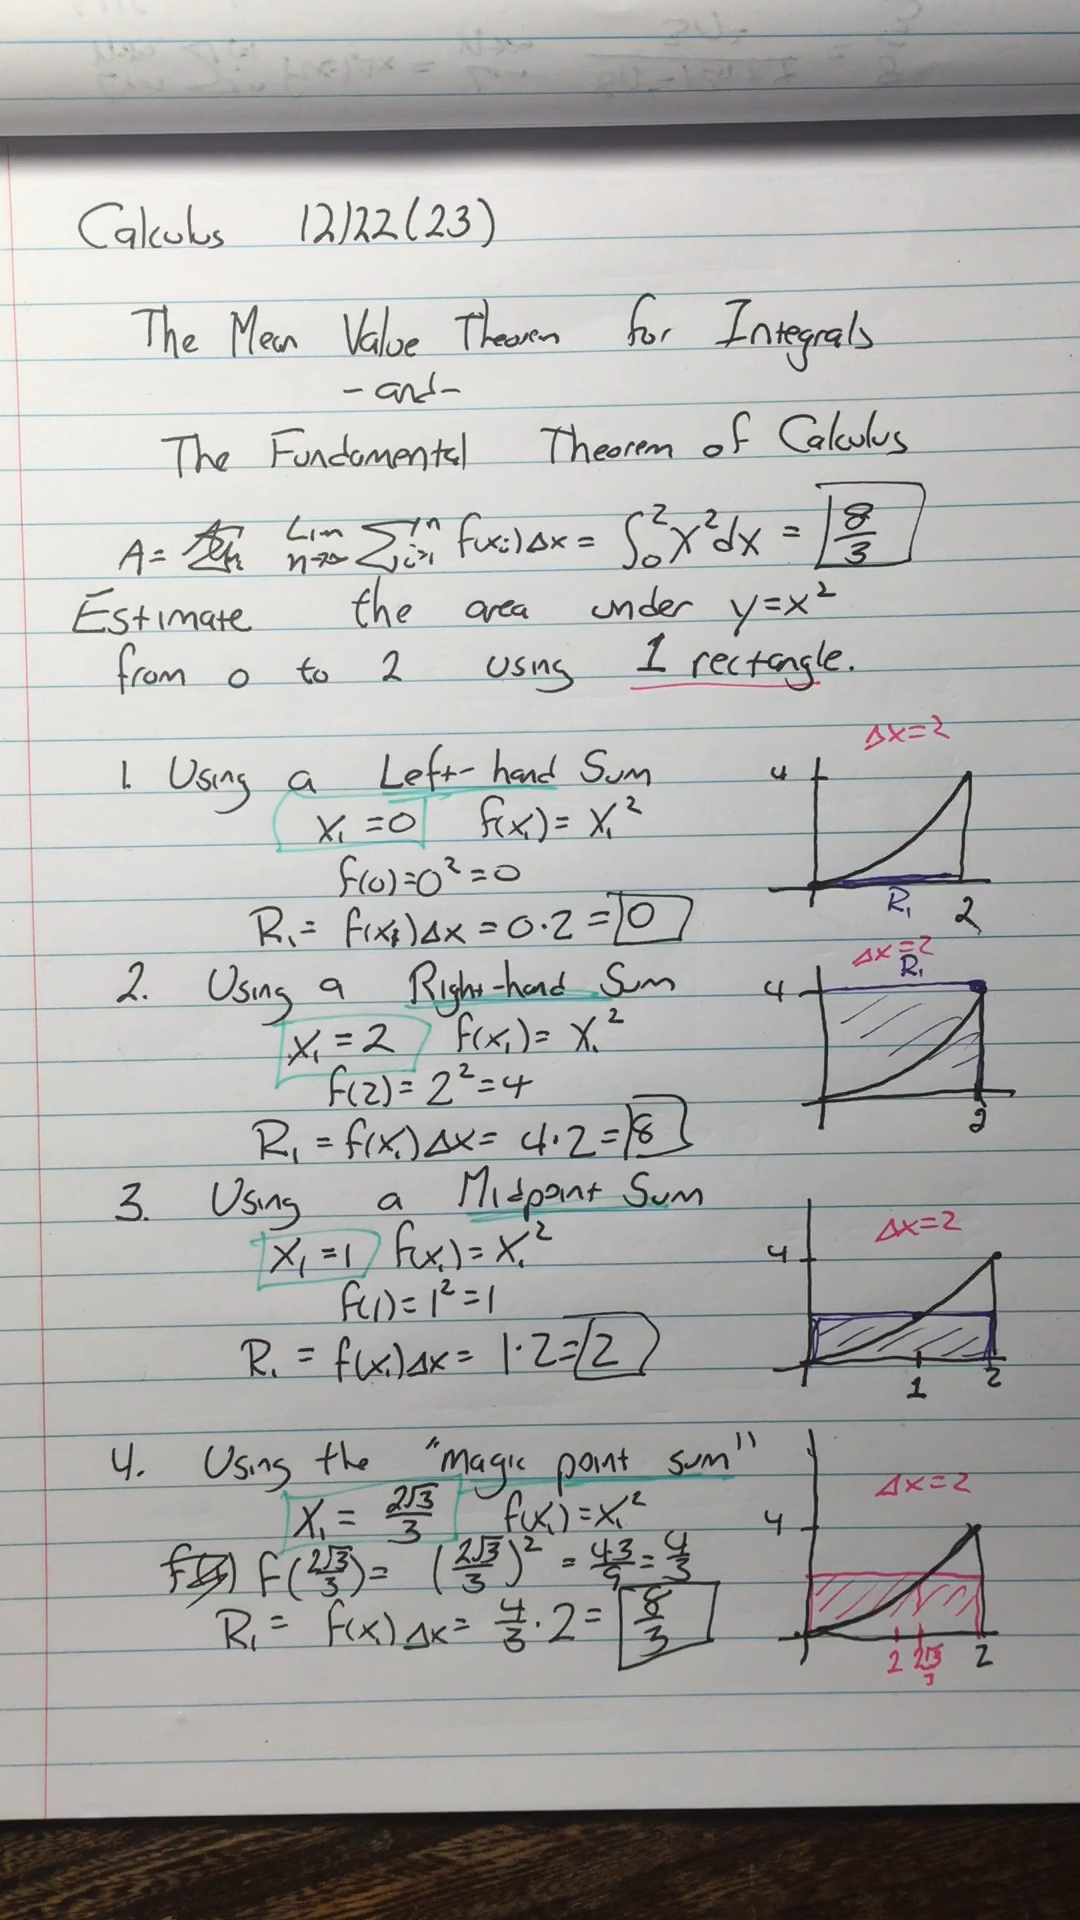 Calculus 12/22(23)
The Mean Value Theorem for Integrals
-and-
The Fundamental Theorem of Calculus
A= Lim n→∞ ∑ⁿᵢ₌₁ f(xᵢ)Δx = ∫₀² x²dx = 8/3
Estimate the area under y=x²
from 0 to 2 using 1 rectangle.
1. Using a Left-hand Sum
X₁=0 f(x₁)= X₁²
f(0)=0²=0
R₁= f(x₁)Δx = 0·2 = 0
Δx=2
4
R₁ 2
2. Using a Right-hand Sum
X₁=2 f(x₁)= X₁²
f(2)= 2²=4
R₁ = f(x₁)Δx= 4·2=8
Δx=2
R₁
4
2
3. Using a Midpoint Sum
X₁=1 f(x₁)= X₁²
f(1)=1²=1
R₁ = f(x₁)Δx= 1·2=2
Δx=2
4
1 2
4. Using the "magic point sum"
X₁= 2√3/3 f(x₁)=X₁²
f(2√3/3)= (2√3/3)² = 4·3/9 = 4/3
R₁= f(x₁)Δx= 4/3·2= 8/3
Δx=2
4
2 2√3/3 2